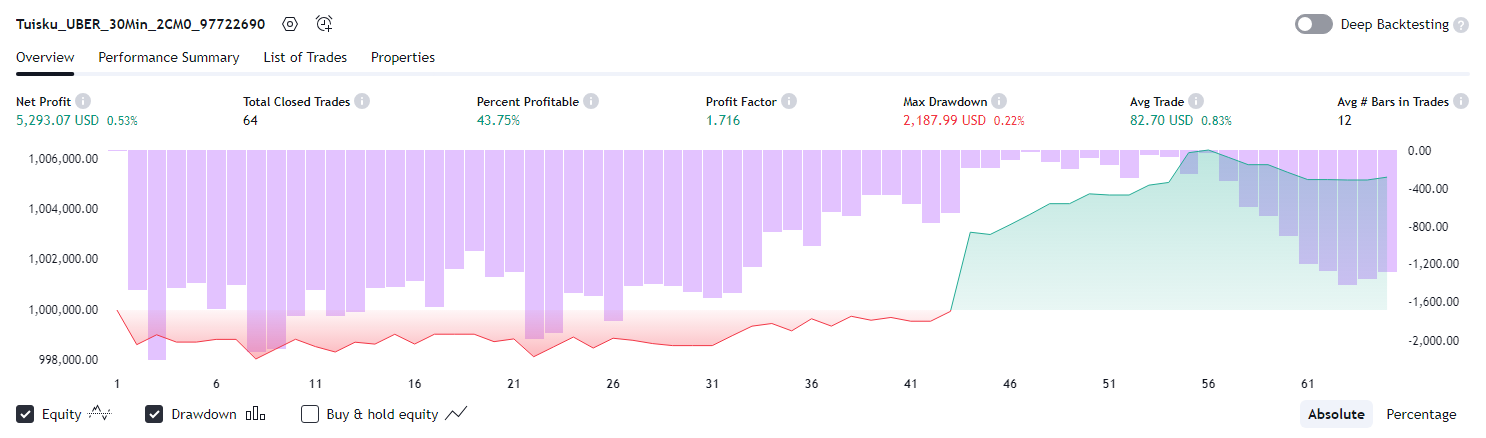 Tuisku_UBER_30Min_2CM0_97722690 Deep Backtesting ?
Overview Performance Summary List of Trades Properties
Net Profit i Total Closed Trades i Percent Profitable i Profit Factor i Max Drawdown i Avg Trade i Avg # Bars in Trades i
5,293.07 USD 0.53% 64 43.75% 1.716 2,187.99 USD 0.22% 82.70 USD 0.83% 12
1,006,000.00 0.00
-400.00
1,004,000.00
-800.00
1,002,000.00 -1,200.00
1,000,000.00 -1,600.00
-2,000.00
998,000.00
1 6 11 16 21 26 31 36 41 46 51 56 61
Equity Drawdown Buy & hold equity Absolute Percentage